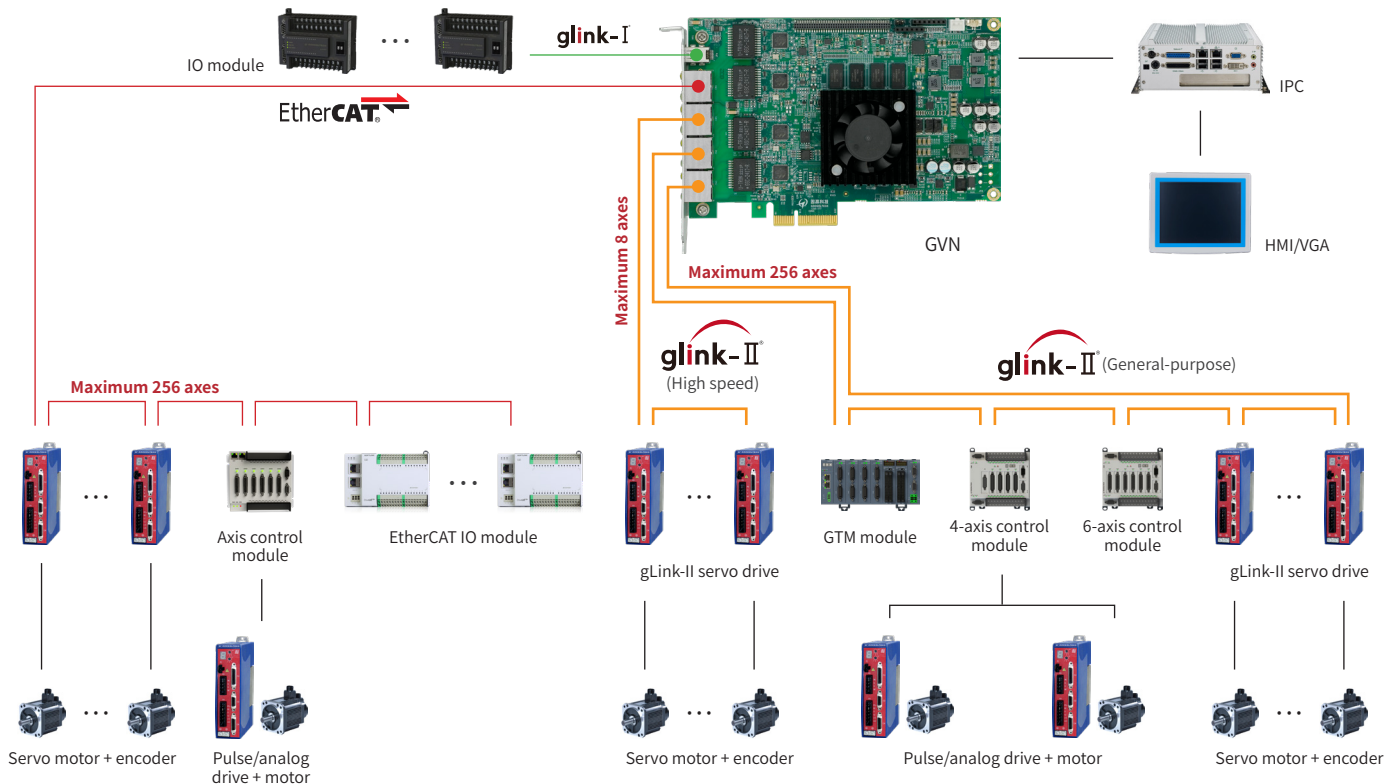 IO module
glink-I
EtherCAT®
GVN
IPC
HMI/VGA
Maximum 8 axes
Maximum 256 axes
glink-II®
(High speed)
glink-II®
(General-purpose)
Maximum 256 axes
Axis control
module
EtherCAT IO module
gLink-II servo drive
GTM module
4-axis control
module
6-axis control
module
gLink-II servo drive
Servo motor + encoder
Pulse/analog
drive + motor
Servo motor + encoder
Pulse/analog drive + motor
Servo motor + encoder